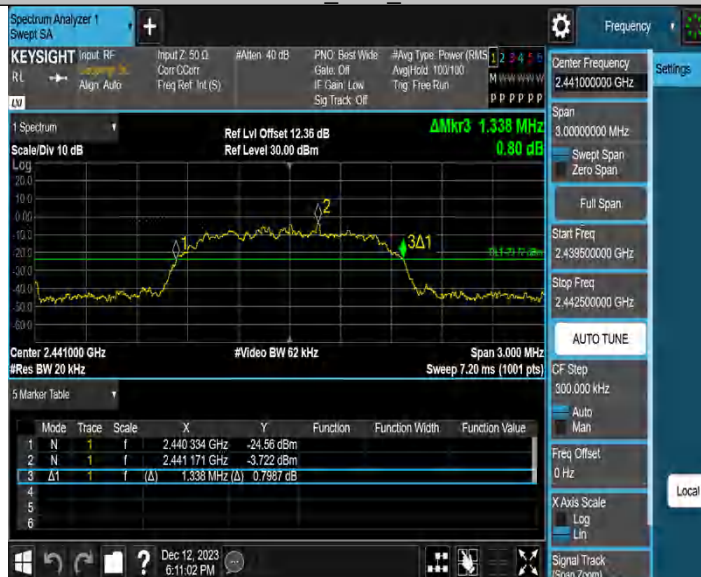 Spectrum Analyzer 1
Swept SA
Frequency
KEYSIGHT
Input: RF
Align: Auto
Input Z: 50 Ω
Corr CCorr
Freq Ref: Int (S)
#Atten: 40 dB
PNO: Best Wide
Gate: Off
IF Gain: Low
Sig Track: Off
#Avg Type: Power (RMS
Avg|Hold: 100/100
Trig: Free Run
1 2 3 4 5 6
M W W W W W
P P P P P P
RL
LXI
Center Frequency
2.441000000 GHz
Settings
Span
3.00000000 MHz
Swept Span
Zero Span
Full Span
Start Freq
2.439500000 GHz
Stop Freq
2.442500000 GHz
AUTO TUNE
CF Step
300.000 kHz
Auto
Man
Freq Offset
0 Hz
X Axis Scale
Log
Lin
Signal Track
(Span Zoom)
Local
1 Spectrum
Scale/Div 10 dB
Ref Lvl Offset 12.36 dB
Ref Level 30.00 dBm
ΔMkr3 1.338 MHz
0.80 dB
Log
20.0
10.0
0.00
-10.0
-20.0
-30.0
-40.0
-50.0
-60.0
1
2
3Δ1
Center 2.441000 GHz
#Video BW 62 kHz
Span 3.000 MHz
#Res BW 20 kHz
Sweep 7.20 ms (1001 pts)
5 Marker Table
Mode Trace Scale X Y Function Function Width Function Value
1 N 1 f 2.440 334 GHz -24.56 dBm
2 N 1 f 2.441 171 GHz -3.722 dBm
3 Δ1 1 f (Δ) 1.338 MHz (Δ) 0.7987 dB
4
5
6
?
Dec 12, 2023
6:11:02 PM